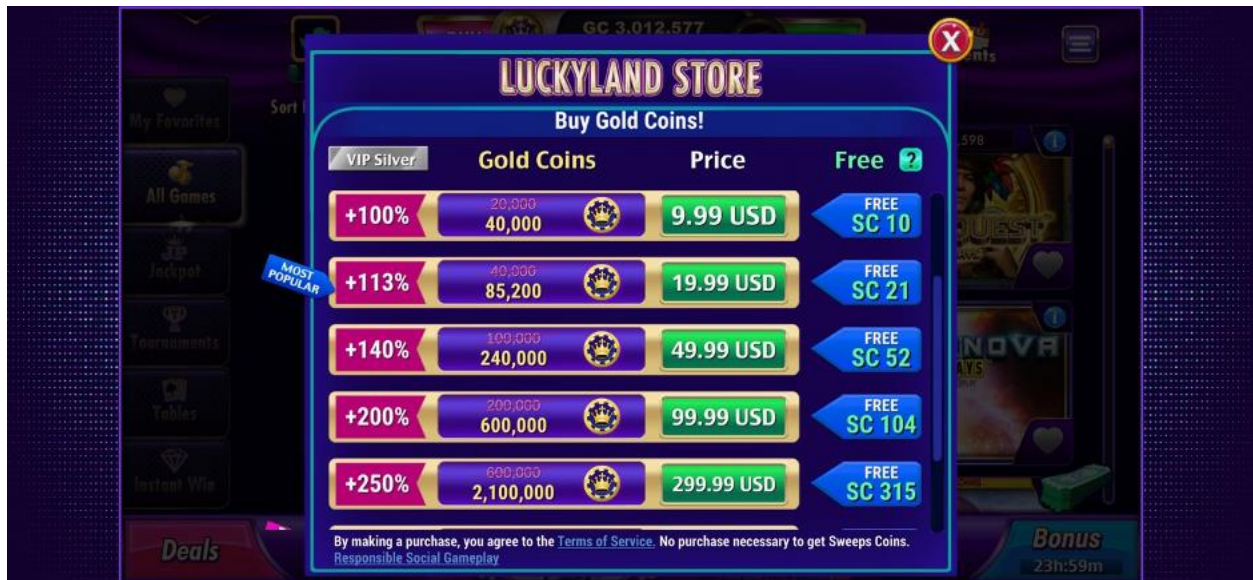 GC 3,012,577
LUCKYLAND STORE
Buy Gold Coins!
VIP Silver
Gold Coins
Price
Free ?
+100%
20,000
40,000
9.99 USD
FREE
SC 10
MOST
POPULAR
+113%
40,000
85,200
19.99 USD
FREE
SC 21
+140%
100,000
240,000
49.99 USD
FREE
SC 52
+200%
200,000
600,000
99.99 USD
FREE
SC 104
+250%
600,000
2,100,000
299.99 USD
FREE
SC 315
By making a purchase, you agree to the Terms of Service. No purchase necessary to get Sweeps Coins.
Responsible Social Gameplay
X
Sort
My Favorites
All Games
Jackpot
Tournaments
Tables
Instant Win
Deals
Bonus
23h:59m